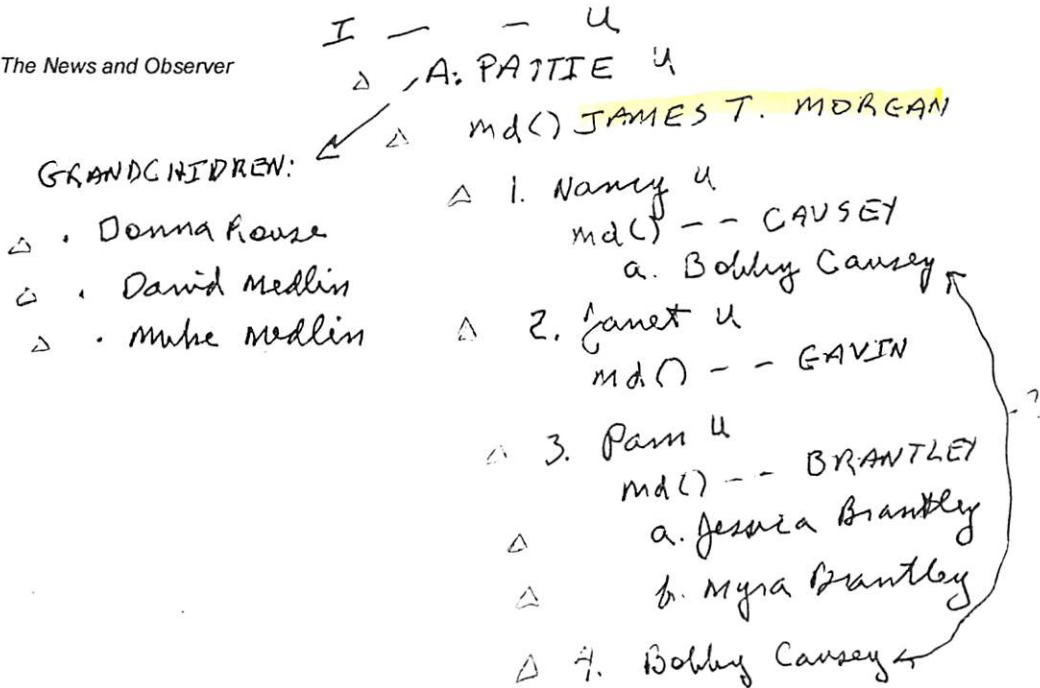 I - - U
The News and Observer
△ A: PATTIE U
△ md() JAMES T. MORGAN
GRANDCHIDREN:
△ · Donna Rouse
△ · David Medlin
△ · Mike Medlin
△ 1. Nancy U
md() - - CAUSEY
a. Bobby Causey
△ 2. Janet U
md() - - GAVIN
△ 3. Pam U
md() - - BRANTLEY
△ a. Jessica Brantley
△ b. Myra Brantley
△ 4. Bobby Causey
- ?